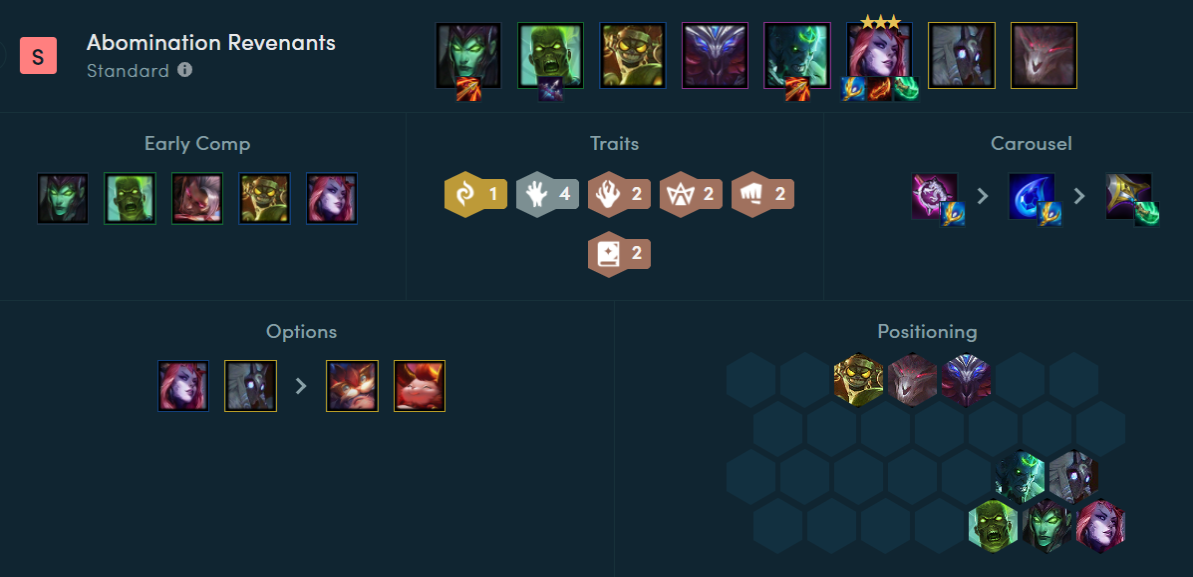 S
Abomination Revenants
Standard
Early Comp
Traits
Carousel
1
4
2
2
2
2
Options
Positioning